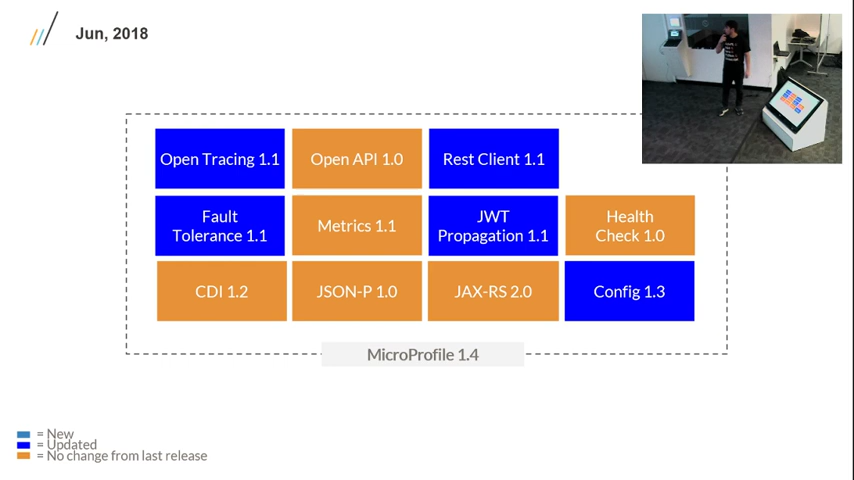 Jun, 2018
Open Tracing 1.1
Open API 1.0
Rest Client 1.1
Fault
Tolerance 1.1
Metrics 1.1
JWT
Propagation 1.1
Health
Check 1.0
CDI 1.2
JSON-P 1.0
JAX-RS 2.0
Config 1.3
MicroProfile 1.4
= New
= Updated
= No change from last release